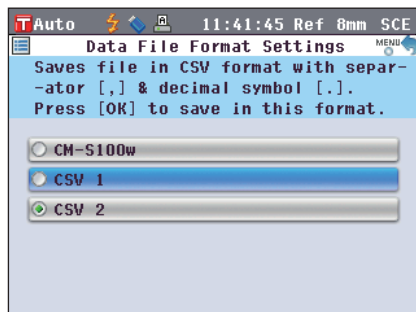 T Auto A 11:41:45 Ref 8mm SCE
Data File Format Settings MENU
Saves file in CSV format with separ-
-ator [,] & decimal symbol [.].
Press [OK] to save in this format.
CM-S100w
CSV 1
CSV 2